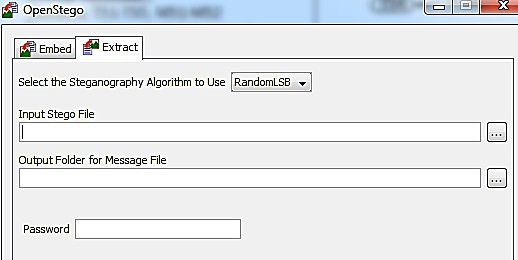 OpenStego
Embed Extract
Select the Steganography Algorithm to Use RandomLSB
Input Stego File
...
Output Folder for Message File
...
Password